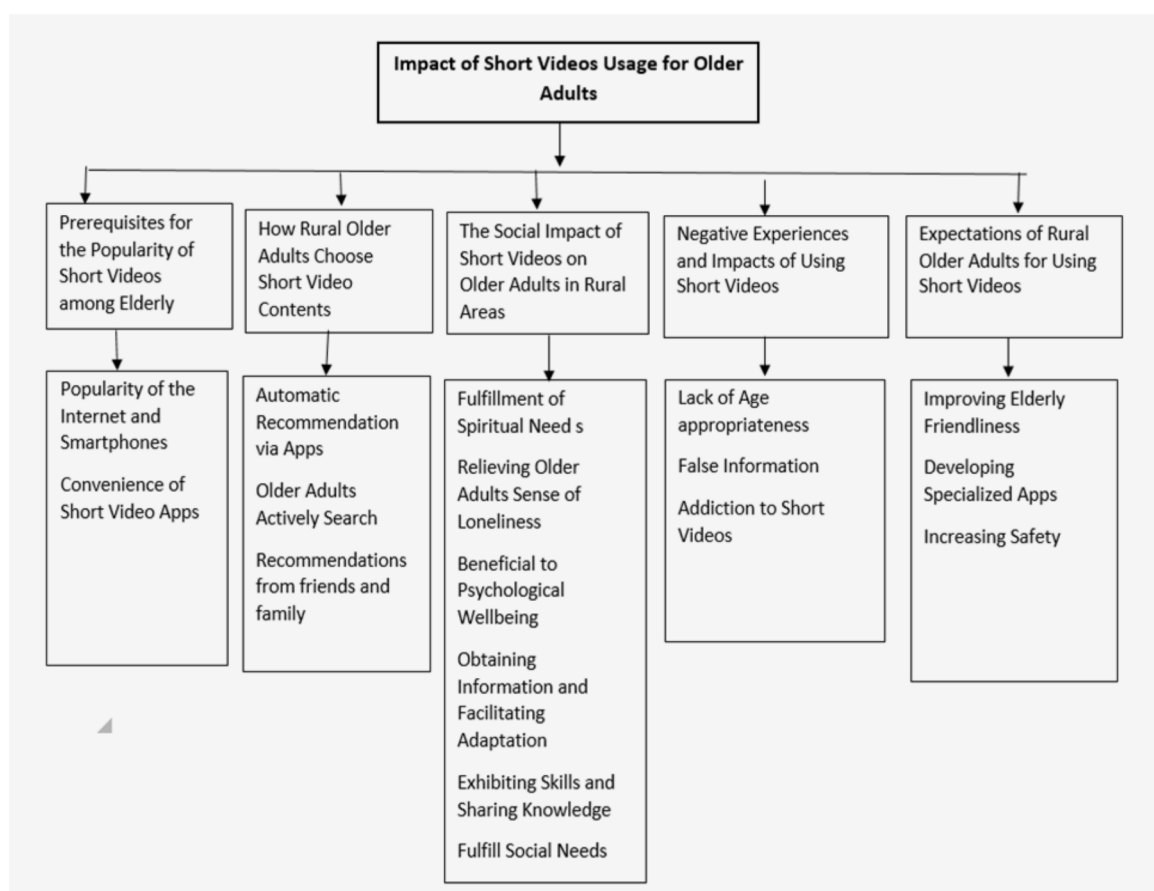 Impact of Short Videos Usage for Older
Adults
Prerequisites for
the Popularity of
Short Videos
among Elderly
How Rural Older
Adults Choose
Short Video
Contents
The Social Impact of
Short Videos on
Older Adults in Rural
Areas
Negative Experiences
and Impacts of Using
Short Videos
Expectations of Rural
Older Adults for Using
Short Videos
Popularity of the
Internet and
Smartphones
Convenience of
Short Video Apps
Automatic
Recommendation
via Apps
Older Adults
Actively Search
Recommendations
from friends and
family
Fulfillment of
Spiritual Need s
Relieving Older
Adults Sense of
Loneliness
Beneficial to
Psychological
Wellbeing
Obtaining
Information and
Facilitating
Adaptation
Exhibiting Skills and
Sharing Knowledge
Fulfill Social Needs
Lack of Age
appropriateness
False Information
Addiction to Short
Videos
Improving Elderly
Friendliness
Developing
Specialized Apps
Increasing Safety